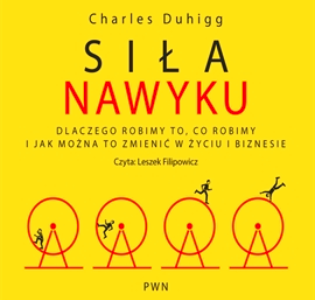 Charles Duhigg
SIŁA
NAWYKU
DLACZEGO ROBIMY TO, CO ROBIMY
I JAK MOŻNA TO ZMIENIĆ W ŻYCIU I BIZNESIE
Czyta: Leszek Filipowicz
PWN